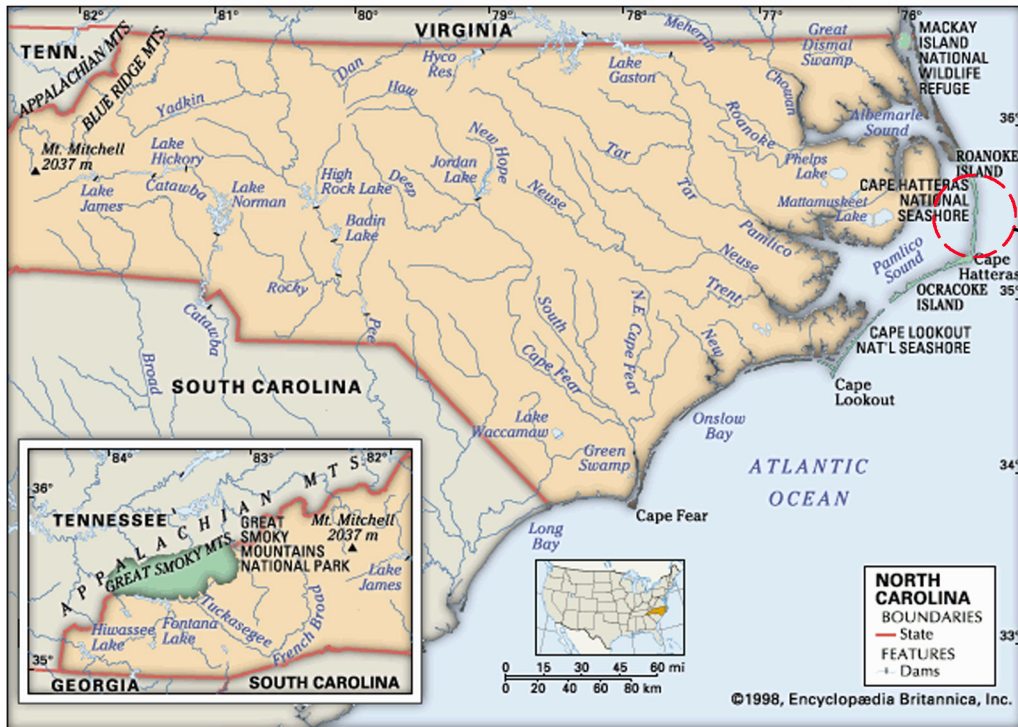 VIRGINIA
81°
80°
79°
78°
77°
76°
TENN.
APPALACHIAN MTS.
BLUE RIDGE MTS.
Yadkin
Dan
Hyco
Res.
Haw
Lake
Gaston
Meherrin
Great
Dismal
Swamp
MACKAY
ISLAND
NATIONAL
WILDLIFE
REFUGE
Chowan
Roanoke
Albemarle
Sound
36°
Mt. Mitchell
2037 m
Lake
Hickory
Lake
James
Catawba
Lake
Norman
High
Rock Lake
Deep
Jordan
Lake
New Hope
Tar
Tar
Phelps
Lake
ROANOKE
ISLAND
CAPE HATTERAS
NATIONAL
SEASHORE
Mattamuskeet
Lake
Badin
Lake
Neuse
Neuse
Pamlico
Pamlico
Sound
Cape
Hatteras
35°
OCRACOKE
ISLAND
Rocky
Catawba
Pee
Broad
South
Cape Fear
N.E. Cape Fear
Trent
New
CAPE LOOKOUT
NAT'L SEASHORE
Cape
Lookout
SOUTH CAROLINA
Lake
Waccamaw
Green
Swamp
Onslow
Bay
ATLANTIC
OCEAN
34°
Cape Fear
Long
Bay
33°
84°
83°
82°
36°
35°
APPALACHIAN MTS.
TENNESSEE
GREAT SMOKY MTS.
GREAT
SMOKY
MOUNTAINS
NATIONAL PARK
Mt. Mitchell
2037 m
Lake
James
Tuckasegee
French Broad
Hiwassee
Lake
Fontana
Lake
GEORGIA
SOUTH CAROLINA
0 15 30 45 60 mi
0 20 40 60 80 km
NORTH
CAROLINA
BOUNDARIES
State
FEATURES
Dams
©1998, Encyclopædia Britannica, Inc.